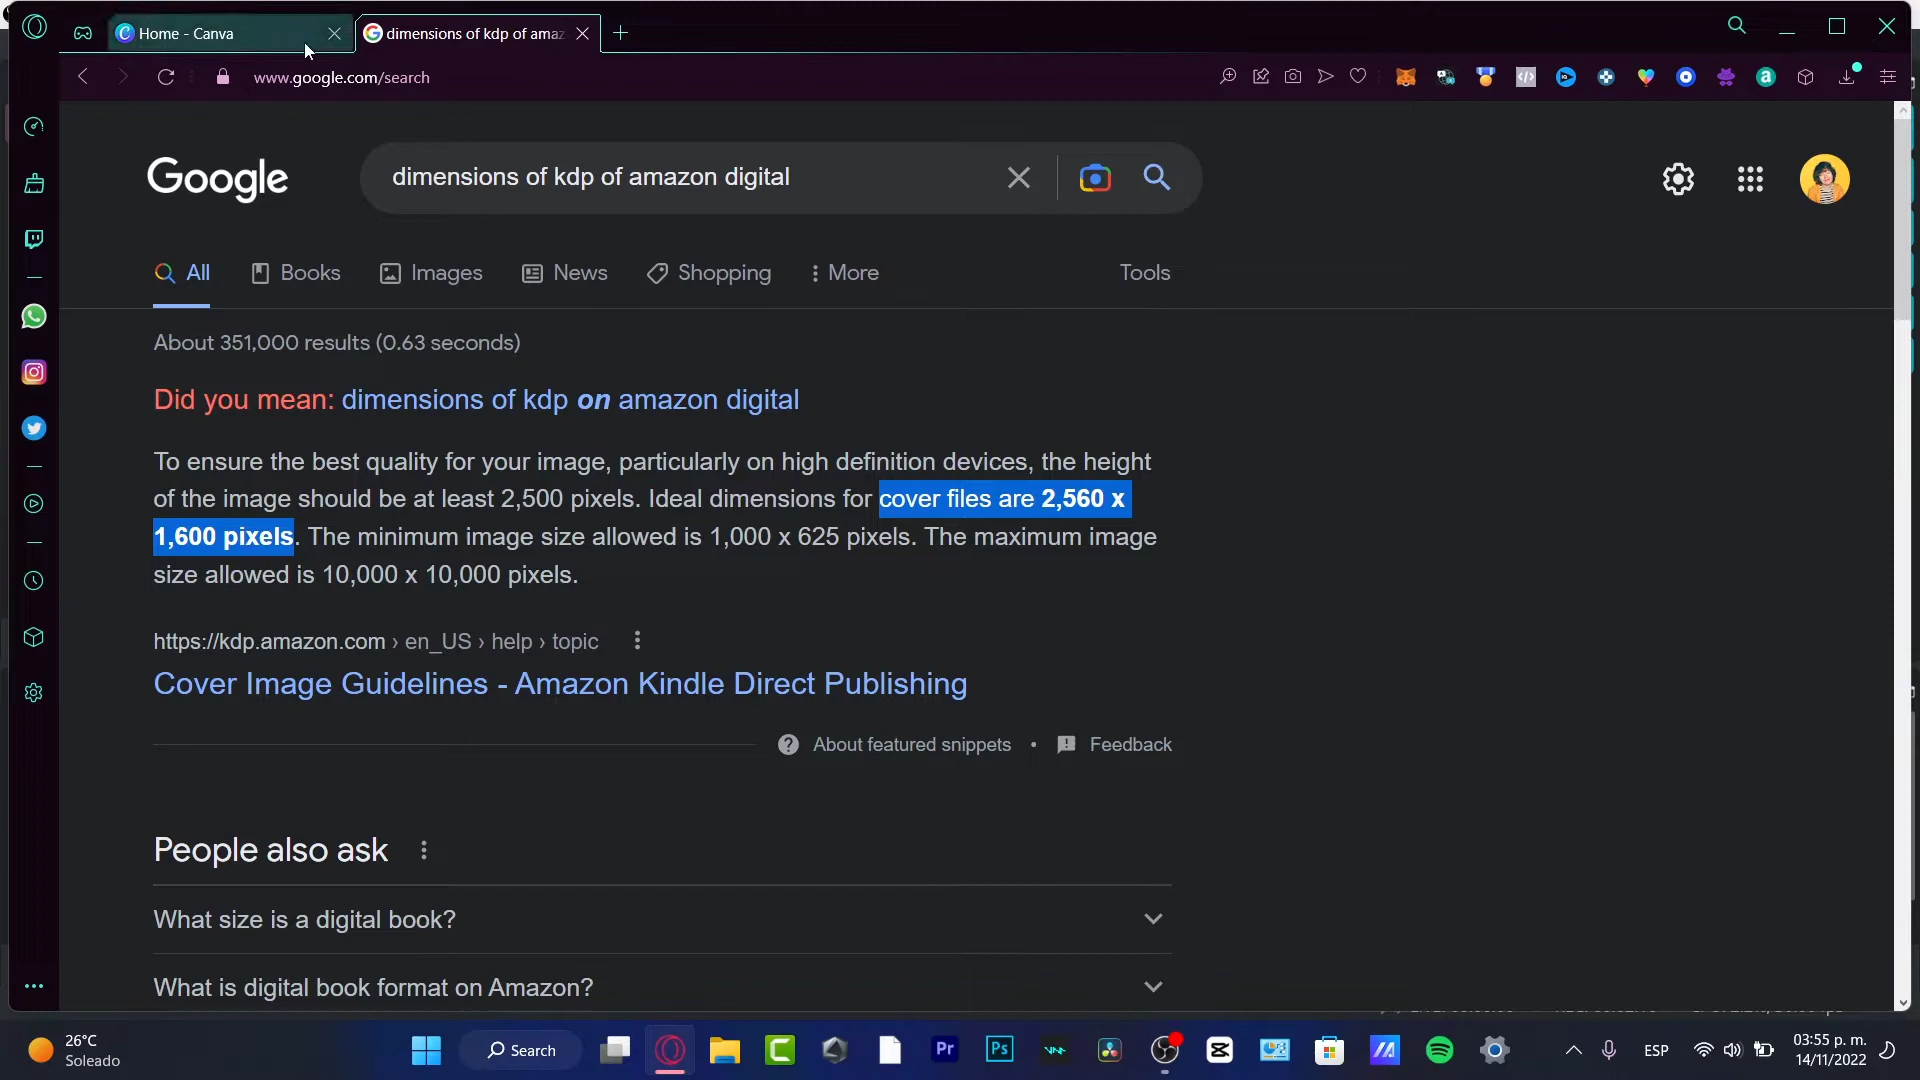 Home - Canva
dimensions of kdp of amaz
www.google.com/search
Google
dimensions of kdp of amazon digital
All
Books
Images
News
Shopping
More
Tools
About 351,000 results (0.63 seconds)
Did you mean: dimensions of kdp on amazon digital
To ensure the best quality for your image, particularly on high definition devices, the height
of the image should be at least 2,500 pixels. Ideal dimensions for cover files are 2,560 x
1,600 pixels. The minimum image size allowed is 1,000 x 625 pixels. The maximum image
size allowed is 10,000 x 10,000 pixels.
https://kdp.amazon.com › en_US › help › topic
Cover Image Guidelines - Amazon Kindle Direct Publishing
About featured snippets • Feedback
People also ask
What size is a digital book?
What is digital book format on Amazon?
26°C
Soleado
Search
Pr
Ps
ESP
03:55 p. m.
14/11/2022